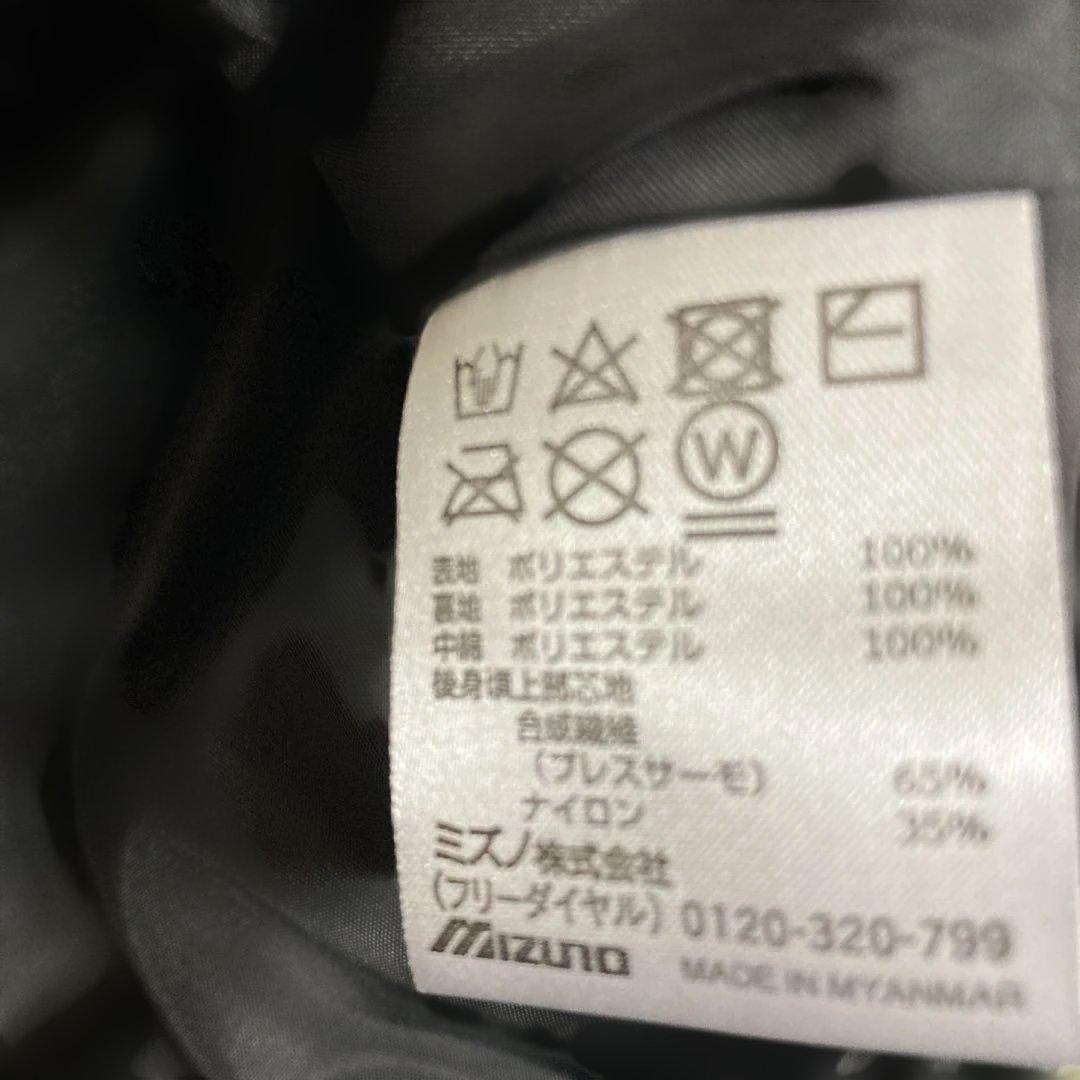 W
表地 ポリエステル 100%
裏地 ポリエステル 100%
中綿 ポリエステル 100%
後身頃上部芯地
合成繊維
(ブレスサーモ) 65%
ナイロン 35%
ミズノ株式会社
(フリーダイヤル) 0120-320-799
MIZUNO MADE IN MYANMAR